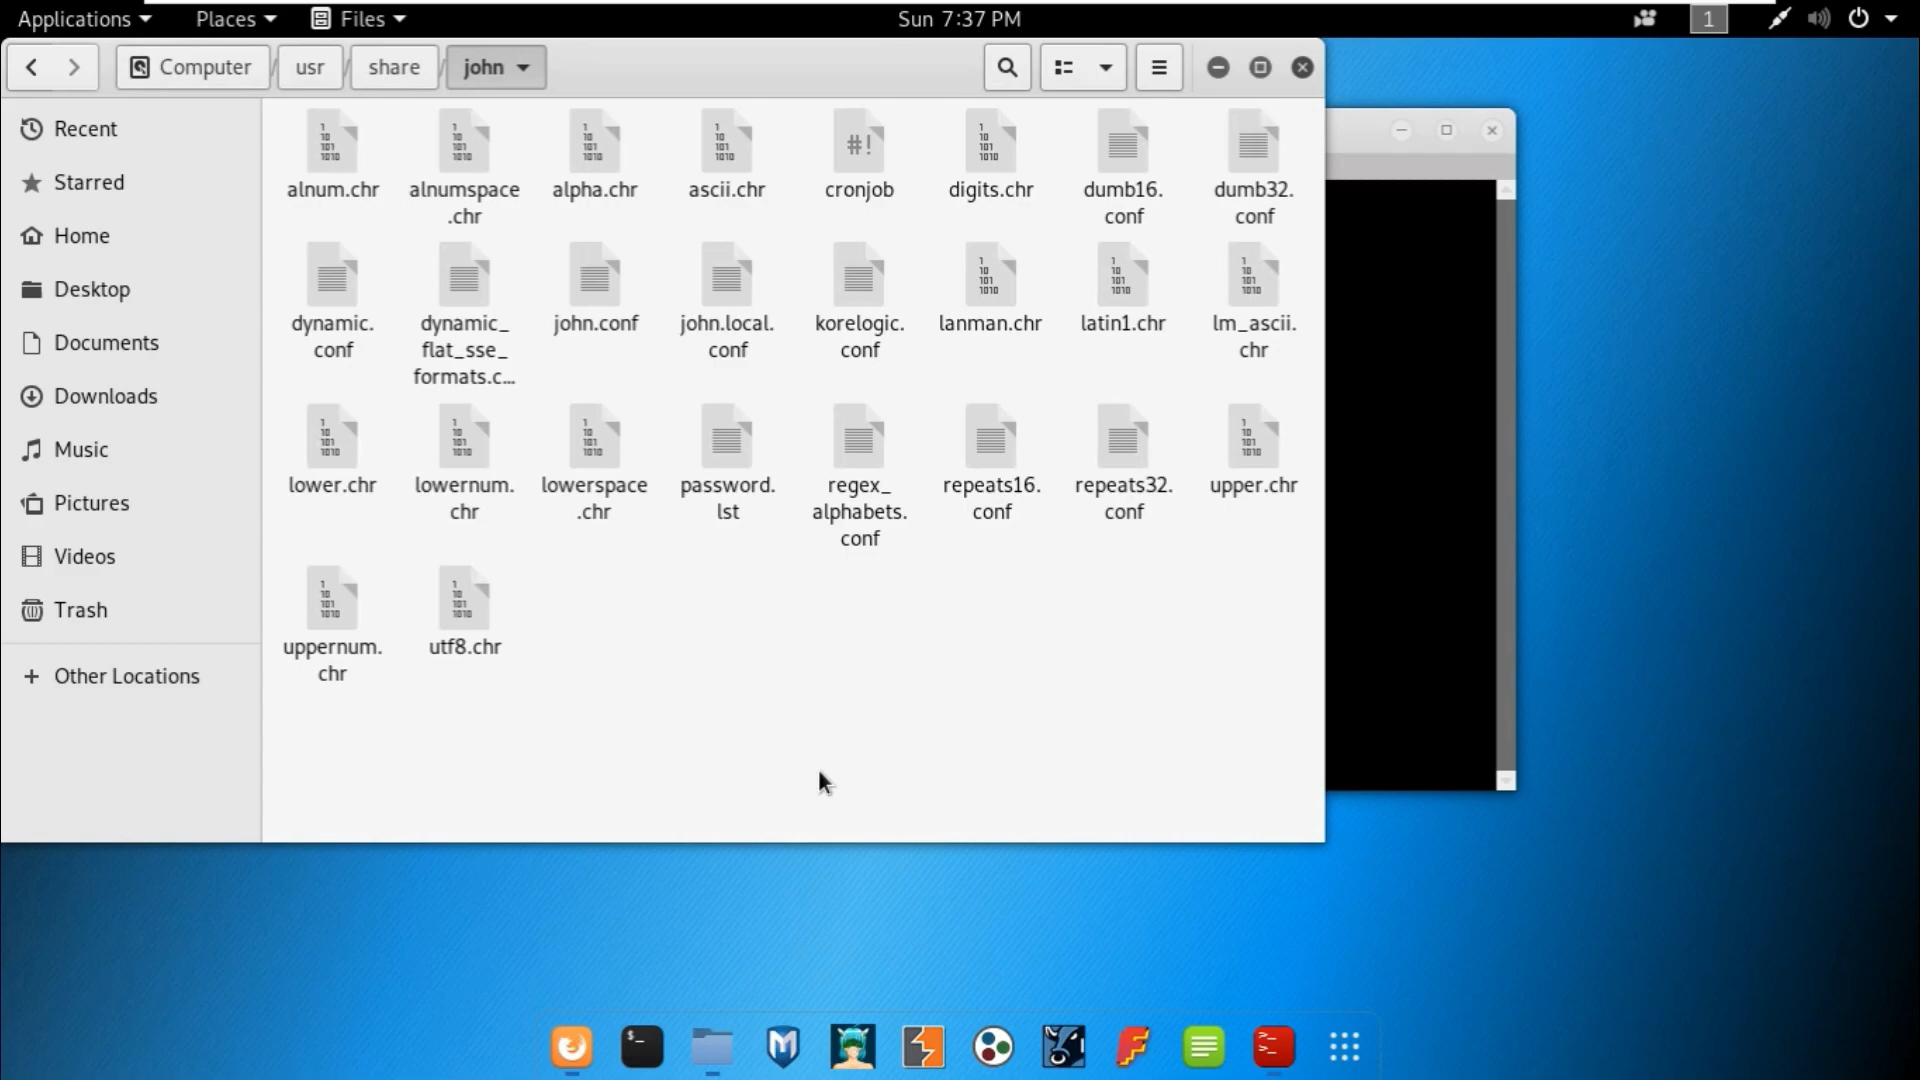 Applications Places Files Sun 7:37 PM 1
Computer usr share john
Recent
Starred
Home
Desktop
Documents
Downloads
Music
Pictures
Videos
Trash
Other Locations
alnum.chr alnumspace alpha.chr ascii.chr cronjob digits.chr dumb16. dumb32.
.chr conf conf
dynamic. dynamic_ john.conf john.local. korelogic. lanman.chr latin1.chr lm_ascii.
conf flat_sse_ conf conf chr
formats.c...
lower.chr lowernum. lowerspace password. regex_ repeats16. repeats32. upper.chr
chr .chr lst alphabets. conf conf
conf
uppernum. utf8.chr
chr